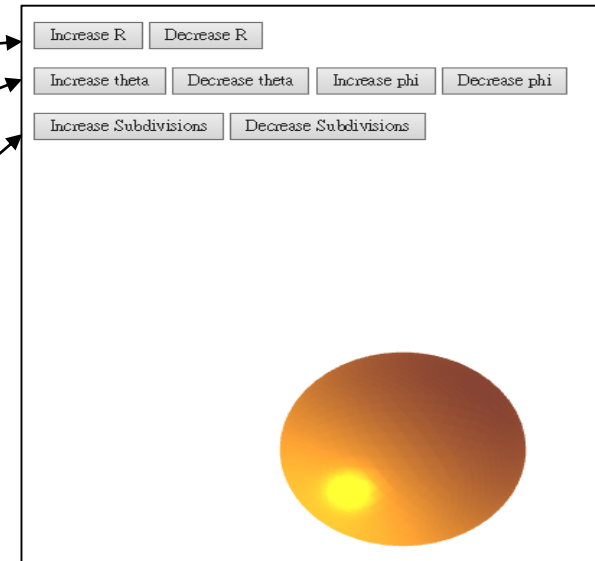 Increase R Decrease R
Increase theta Decrease theta Increase phi Decrease phi
Increase Subdivisions Decrease Subdivisions